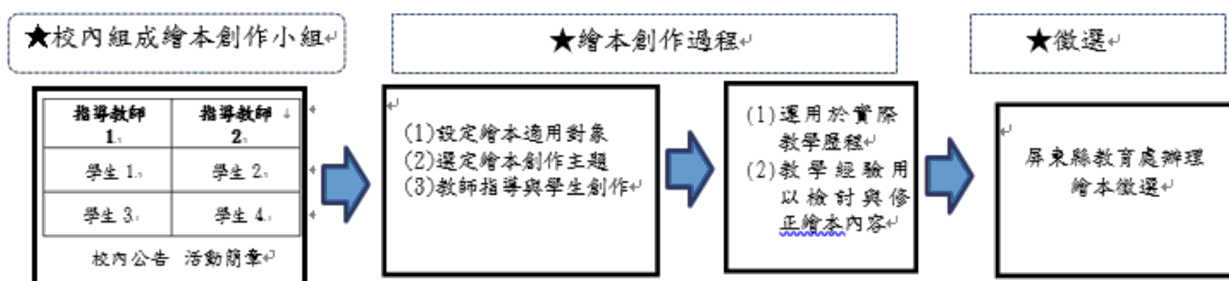 ★校內組成繪本創作小組
★繪本創作過程
★徵選
指導教師 指導教師
1. 2.
學生 1. 學生 2.
學生 3. 學生 4.
校內公告 活動簡章
(1)設定繪本適用對象
(2)選定繪本創作主題
(3)教師指導與學生創作
(1)運用於實際
教學歷程
(2)教學經驗用
以檢討與修
正繪本內容
屏東縣教育處辦理
繪本徵選